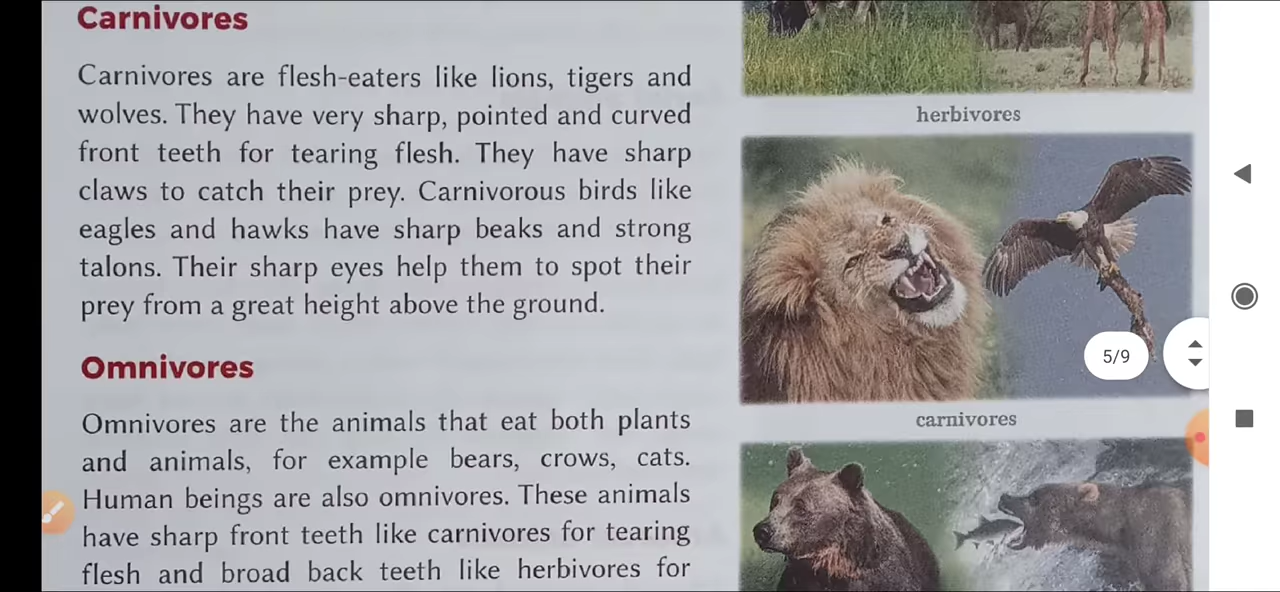 Carnivores
Carnivores are flesh-eaters like lions, tigers and
wolves. They have very sharp, pointed and curved
front teeth for tearing flesh. They have sharp
claws to catch their prey. Carnivorous birds like
eagles and hawks have sharp beaks and strong
talons. Their sharp eyes help them to spot their
prey from a great height above the ground.
Omnivores
Omnivores are the animals that eat both plants
and animals, for example bears, crows, cats.
Human beings are also omnivores. These animals
have sharp front teeth like carnivores for tearing
flesh and broad back teeth like herbivores for
herbivores
carnivores
5/9